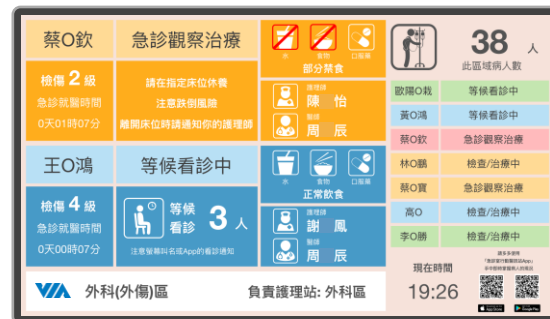 蔡O欽
急診觀察治療
水
食物
口服藥
部分禁食
檢傷 2 級
急診就醫時間
0天01時07分
請在指定床位休養
注意跌倒風險
離開床位時請通知你的護理師
護理師
陳 怡
醫師
周 辰
王O鴻
等候看診中
水
食物
口服藥
正常飲食
檢傷 4 級
急診就醫時間
0天00時07分
等候
看診
3 人
注意螢幕叫名或App的看診通知
護理師
謝 鳳
醫師
周 辰
VIA 外科(外傷)區
負責護理站: 外科區
38 人
此區域病人數
歐陽O栽 等候看診中
黃O鴻 等候看診中
蔡O欽 急診觀察治療
林O鵬 檢查/治療中
蔡O寶 急診觀察治療
高O 檢查/治療中
李O勝 檢查/治療中
現在時間
19:26